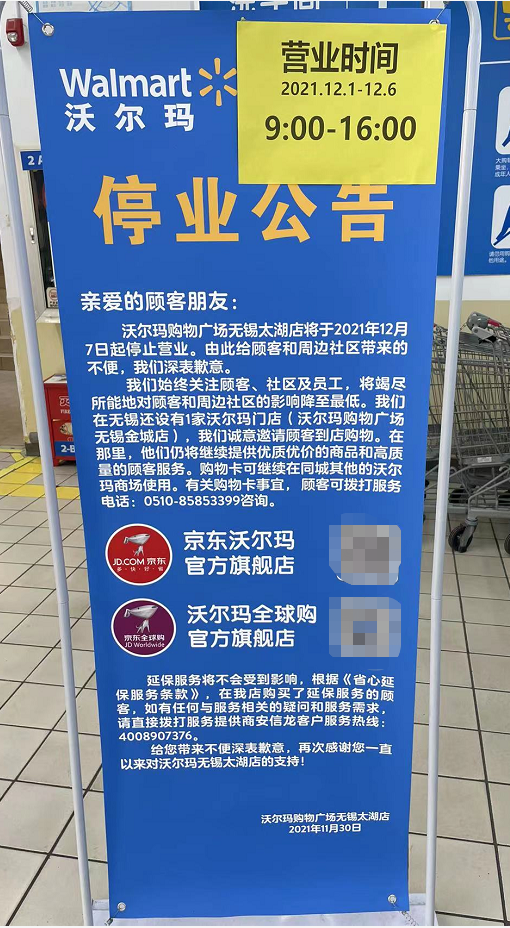 Walmart
沃尔玛
营业时间
2021.12.1-12.6
9:00-16:00
停业公告
亲爱的顾客朋友：
沃尔玛购物广场无锡太湖店将于2021年12月
7日起停止营业。由此给顾客和周边社区带来的
不便，我们深表歉意。
我们始终关注顾客、社区及员工，将竭尽
所能地对顾客和周边社区的影响降至最低。我们
在无锡还设有1家沃尔玛门店（沃尔玛购物广场
无锡金城店），我们诚意邀请顾客到店购物。在
那里，他们仍将继续提供优质优价的商品和高质
量的顾客服务。购物卡可继续在同城其他的沃尔
玛商场使用。有关购物卡事宜，顾客可拨打服务
电话：0510-85853399咨询。
JD.COM 京东
多·快·好·省
京东沃尔玛
官方旗舰店
京东全球购
JD Worldwide
沃尔玛全球购
官方旗舰店
延保服务将不会受到影响，根据《省心延
保服务条款》，在我店购买了延保服务的顾
客，如有任何与服务相关的疑问和服务需求，
请直接拨打服务提供商安信龙客户服务热线：
4008907376。
给您带来不便深表歉意，再次感谢您一直
以来对沃尔玛无锡太湖店的支持！
沃尔玛购物广场无锡太湖店
2021年11月30日